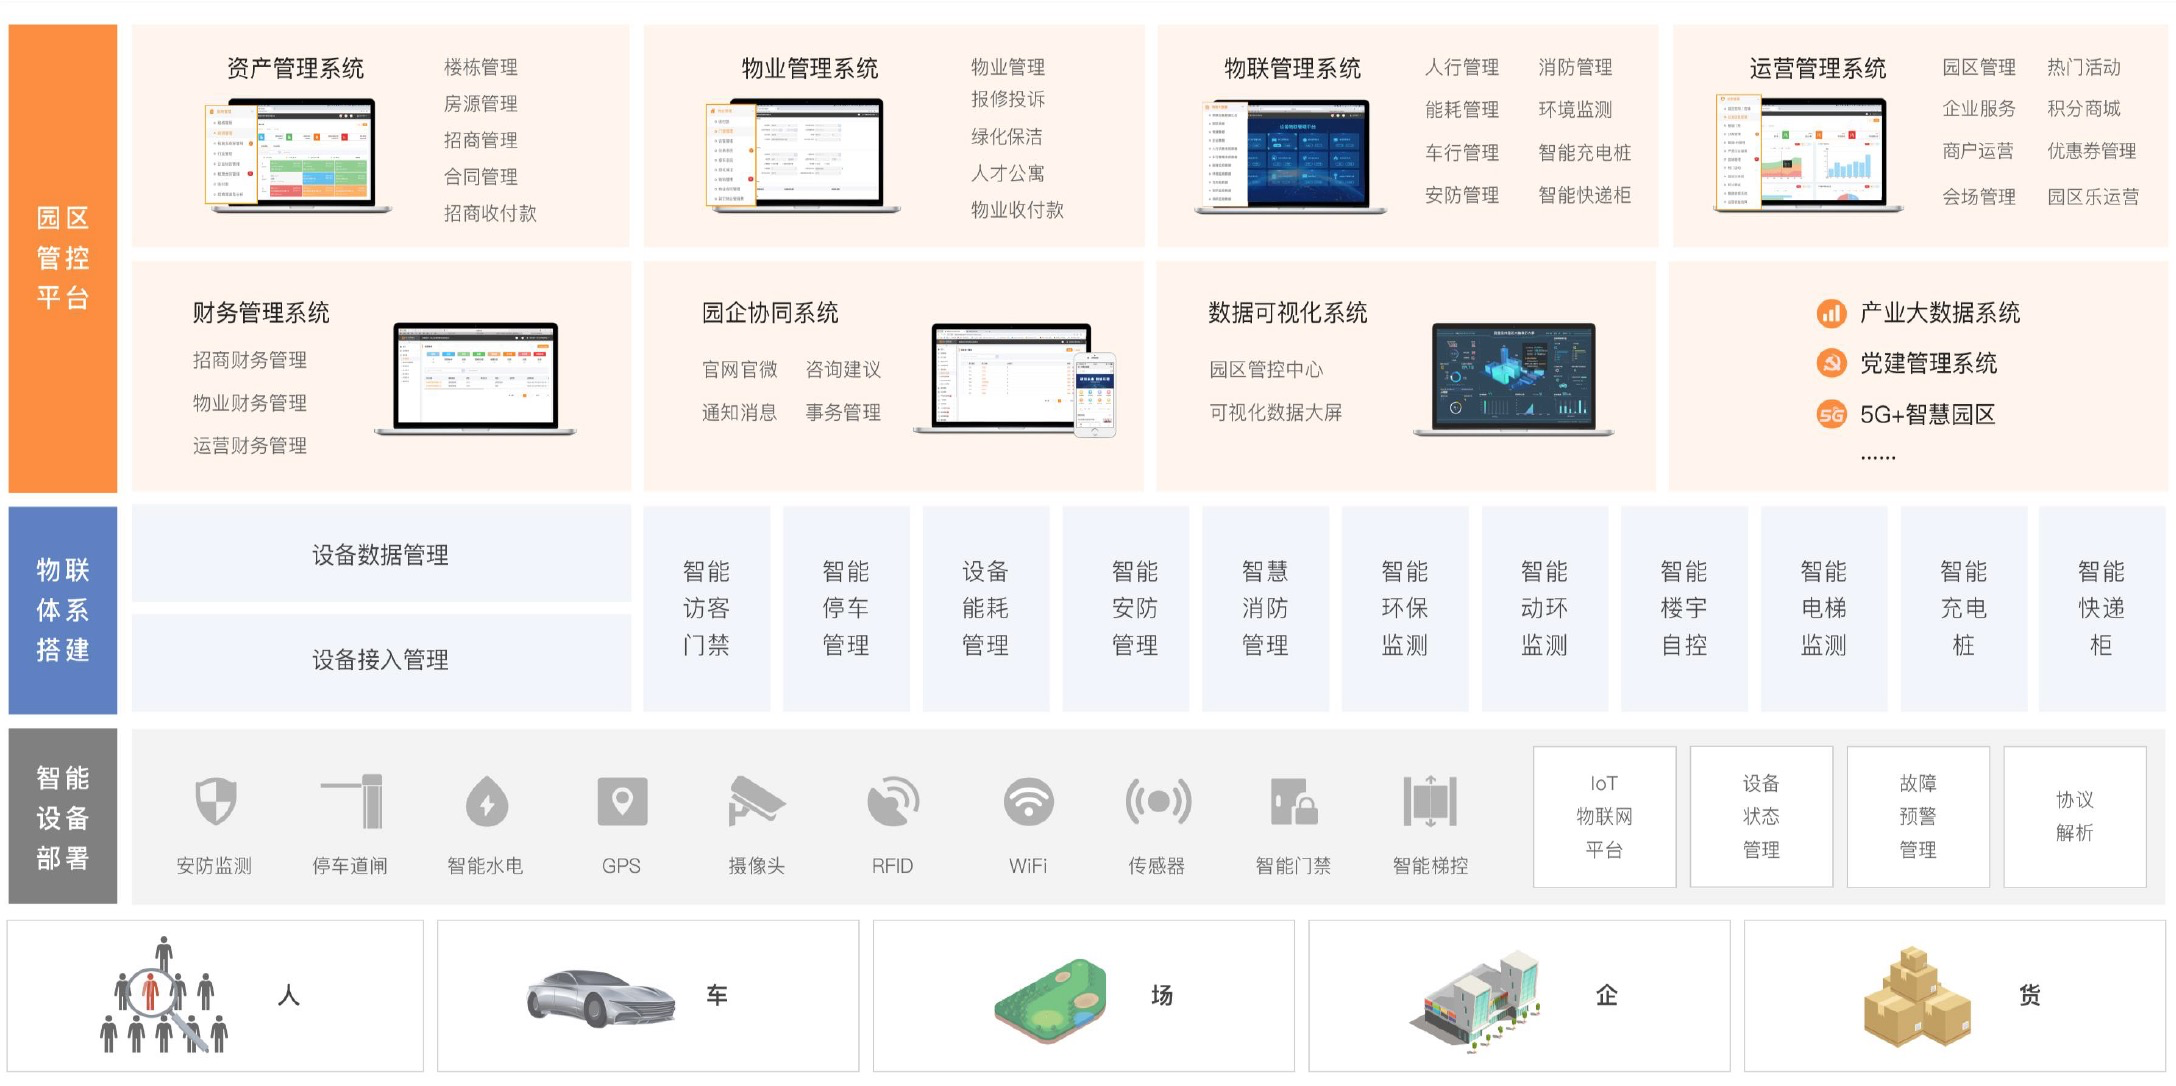 园区
管控
平台
资产管理系统
楼栋管理
房源管理
招商管理
合同管理
招商收付款
物业管理系统
物业管理
报修投诉
绿化保洁
人才公寓
物业收付款
物联管理系统
人行管理 消防管理
能耗管理 环境监测
车行管理 智能充电桩
安防管理 智能快递柜
运营管理系统
园区管理 热门活动
企业服务 积分商城
商户运营 优惠券管理
会场管理 园区乐运营
财务管理系统
招商财务管理
物业财务管理
运营财务管理
园企协同系统
官网官微 咨询建议
通知消息 事务管理
数据可视化系统
园区管控中心
可视化数据大屏
产业大数据系统
党建管理系统
5G 5G+智慧园区
......
物联
体系
搭建
设备数据管理
设备接入管理
智能
访客
门禁
智能
停车
管理
设备
能耗
管理
智能
安防
管理
智慧
消防
管理
智能
环保
监测
智能
动环
监测
智能
楼宇
自控
智能
电梯
监测
智能
充电
桩
智能
快递
柜
智能
设备
部署
安防监测
停车道闸
智能水电
GPS
摄像头
RFID
WiFi
传感器
智能门禁
智能梯控
IoT
物联网
平台
设备
状态
管理
故障
预警
管理
协议
解析
人
车
场
企
货